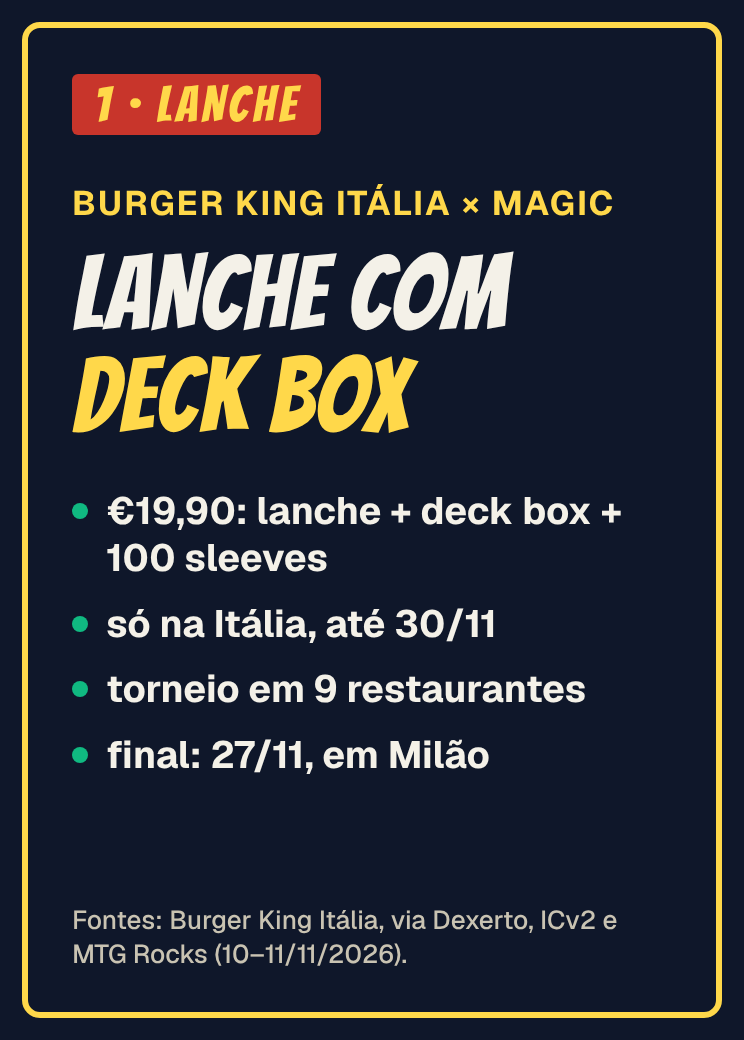 1 · LANCHE
BURGER KING ITÁLIA × MAGIC
LANCHE COM
DECK BOX
€19,90: lanche + deck box +
100 sleeves
só na Itália, até 30/11
torneio em 9 restaurantes
final: 27/11, em Milão
Fontes: Burger King Itália, via Dexerto, ICv2 e
MTG Rocks (10–11/11/2026).